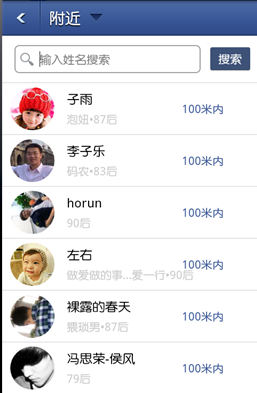 附近
输入姓名搜索 搜索
子雨
100米内
泡妞•87后
李子乐
100米内
码农•83后
horun
100米内
90后
左右
100米内
做爱做的事...爱一行•90后
裸露的春天
100米内
猥琐男•87后
冯思荣-侯风
100米内
79后